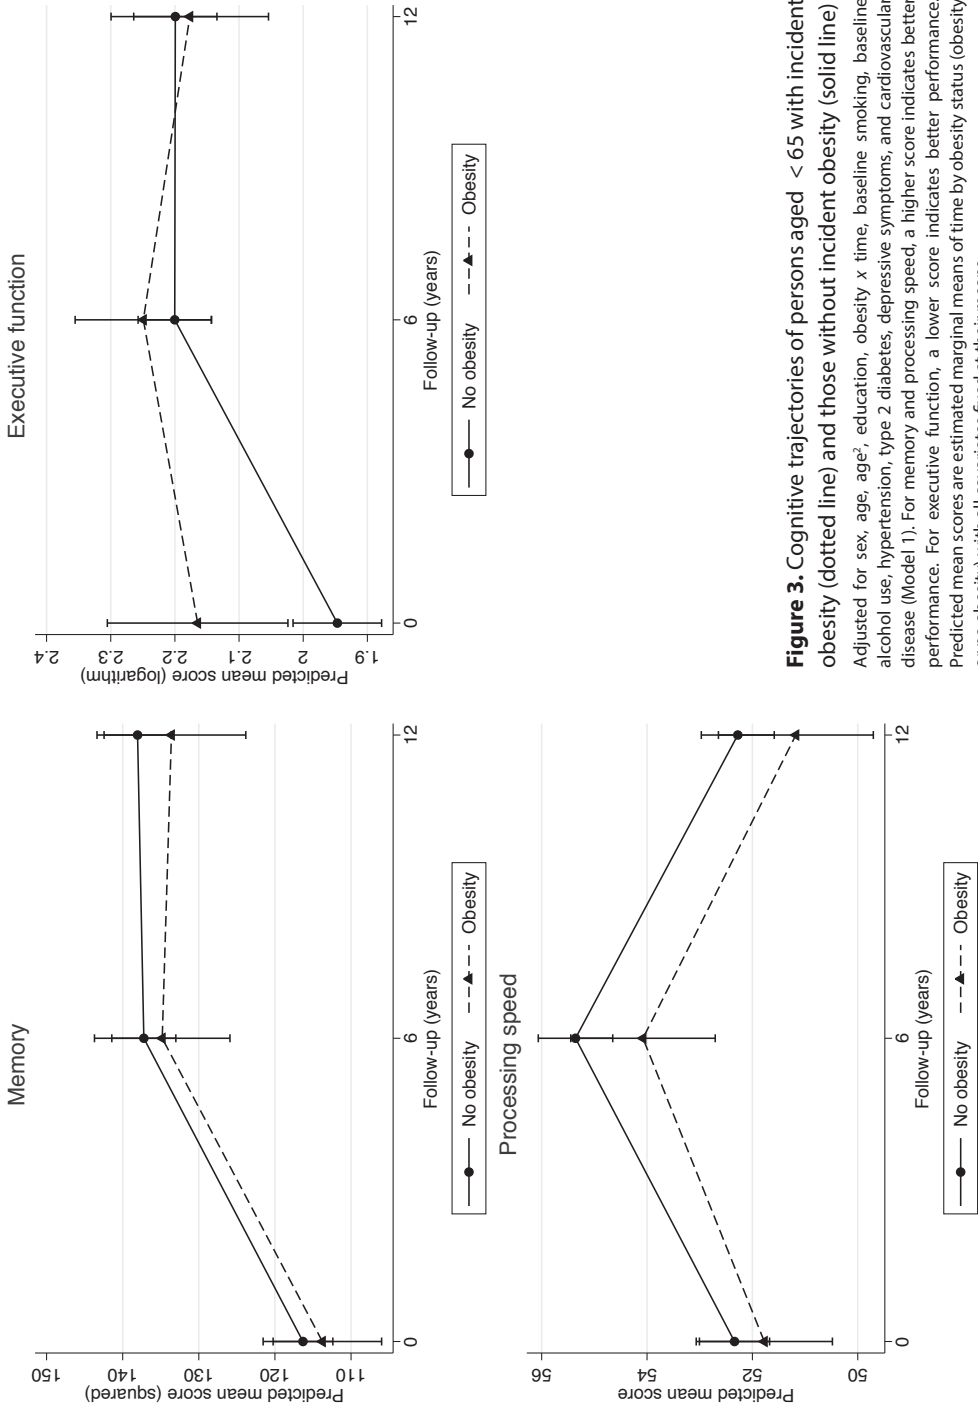 Memory
Predicted mean score (squared)
150
140
130
120
110
0
6
12
Follow-up (years)
No obesity
Obesity
Executive function
Predicted mean score (logarithm)
2.4
2.3
2.2
2.1
2
1.9
0
6
12
Follow-up (years)
No obesity
Obesity
Processing speed
Predicted mean score
56
54
52
50
0
6
12
Follow-up (years)
No obesity
Obesity
Figure 3. Cognitive trajectories of persons aged < 65 with incident
obesity (dotted line) and those without incident obesity (solid line)
Adjusted for sex, age, age², education, obesity x time, baseline smoking, baseline
alcohol use, hypertension, type 2 diabetes, depressive symptoms, and cardiovascular
disease (Model 1). For memory and processing speed, a higher score indicates better
performance. For executive function, a lower score indicates better performance.
Predicted mean scores are estimated marginal means of time by obesity status (obesity